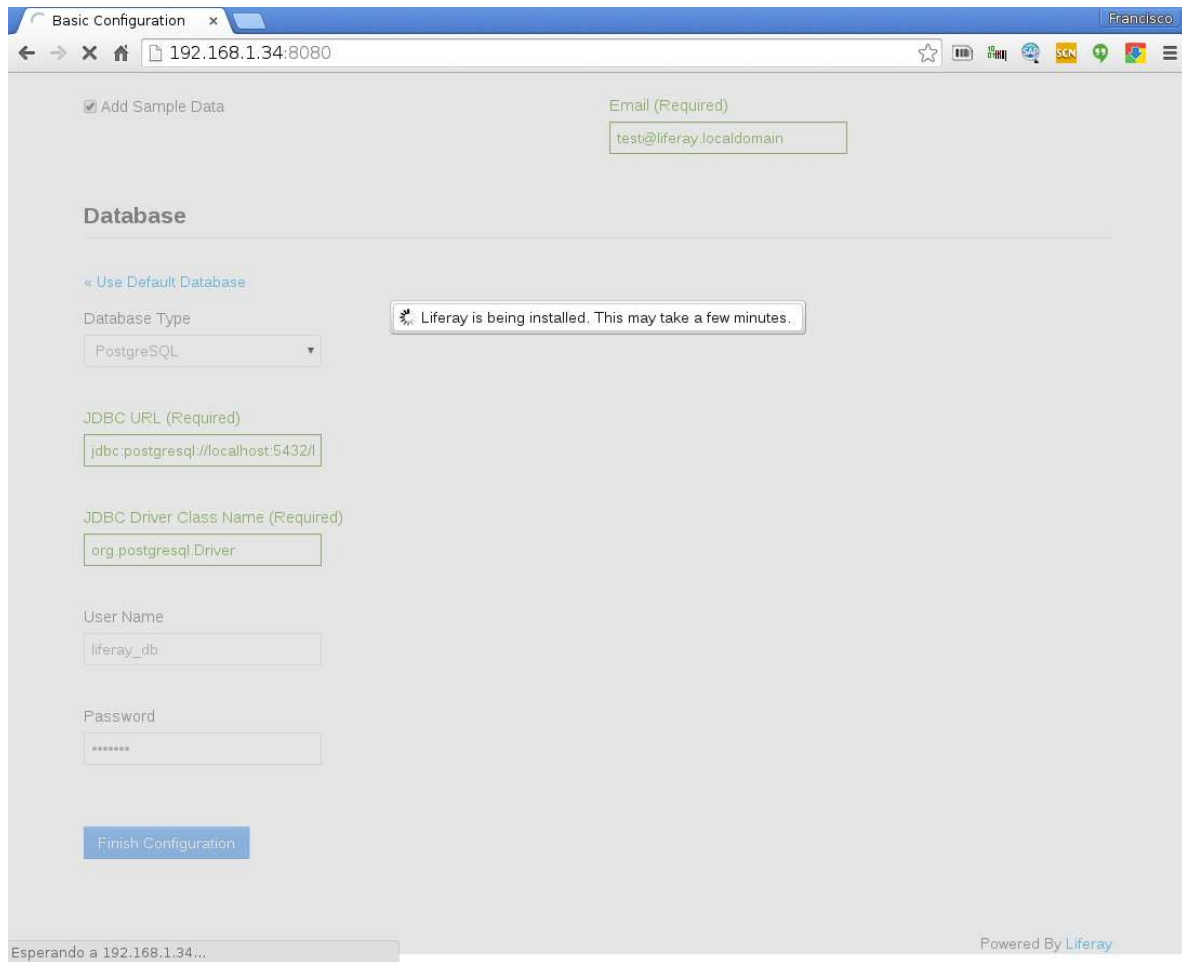 Basic Configuration
Francisco
192.168.1.34:8080
SCN
Add Sample Data
Email (Required)
test@liferay.localdomain
Database
« Use Default Database
Database Type
Liferay is being installed. This may take a few minutes.
PostgreSQL
JDBC URL (Required)
jdbc:postgresql://localhost:5432/l
JDBC Driver Class Name (Required)
org.postgresql.Driver
User Name
liferay_db
Password
•••••••
Finish Configuration
Powered By Liferay
Esperando a 192.168.1.34...